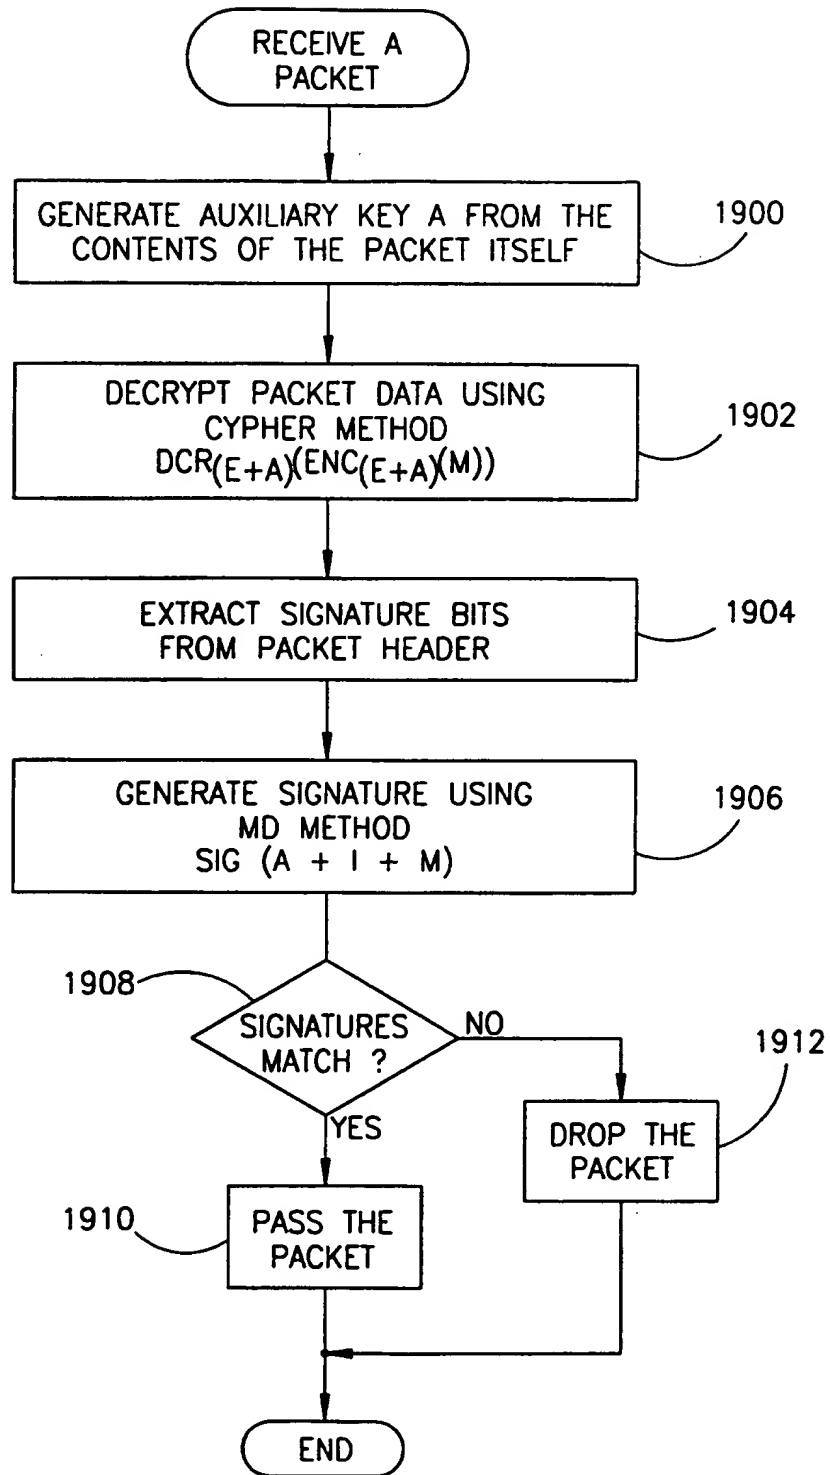 RECEIVE A
PACKET
GENERATE AUXILIARY KEY A FROM THE
CONTENTS OF THE PACKET ITSELF
1900
DECRYPT PACKET DATA USING
CYPHER METHOD
DCR(E+A)(ENC(E+A)(M))
1902
EXTRACT SIGNATURE BITS
FROM PACKET HEADER
1904
GENERATE SIGNATURE USING
MD METHOD
SIG (A + I + M)
1906
1908
SIGNATURES
MATCH ?
NO
YES
1912
DROP THE
PACKET
1910
PASS THE
PACKET
END